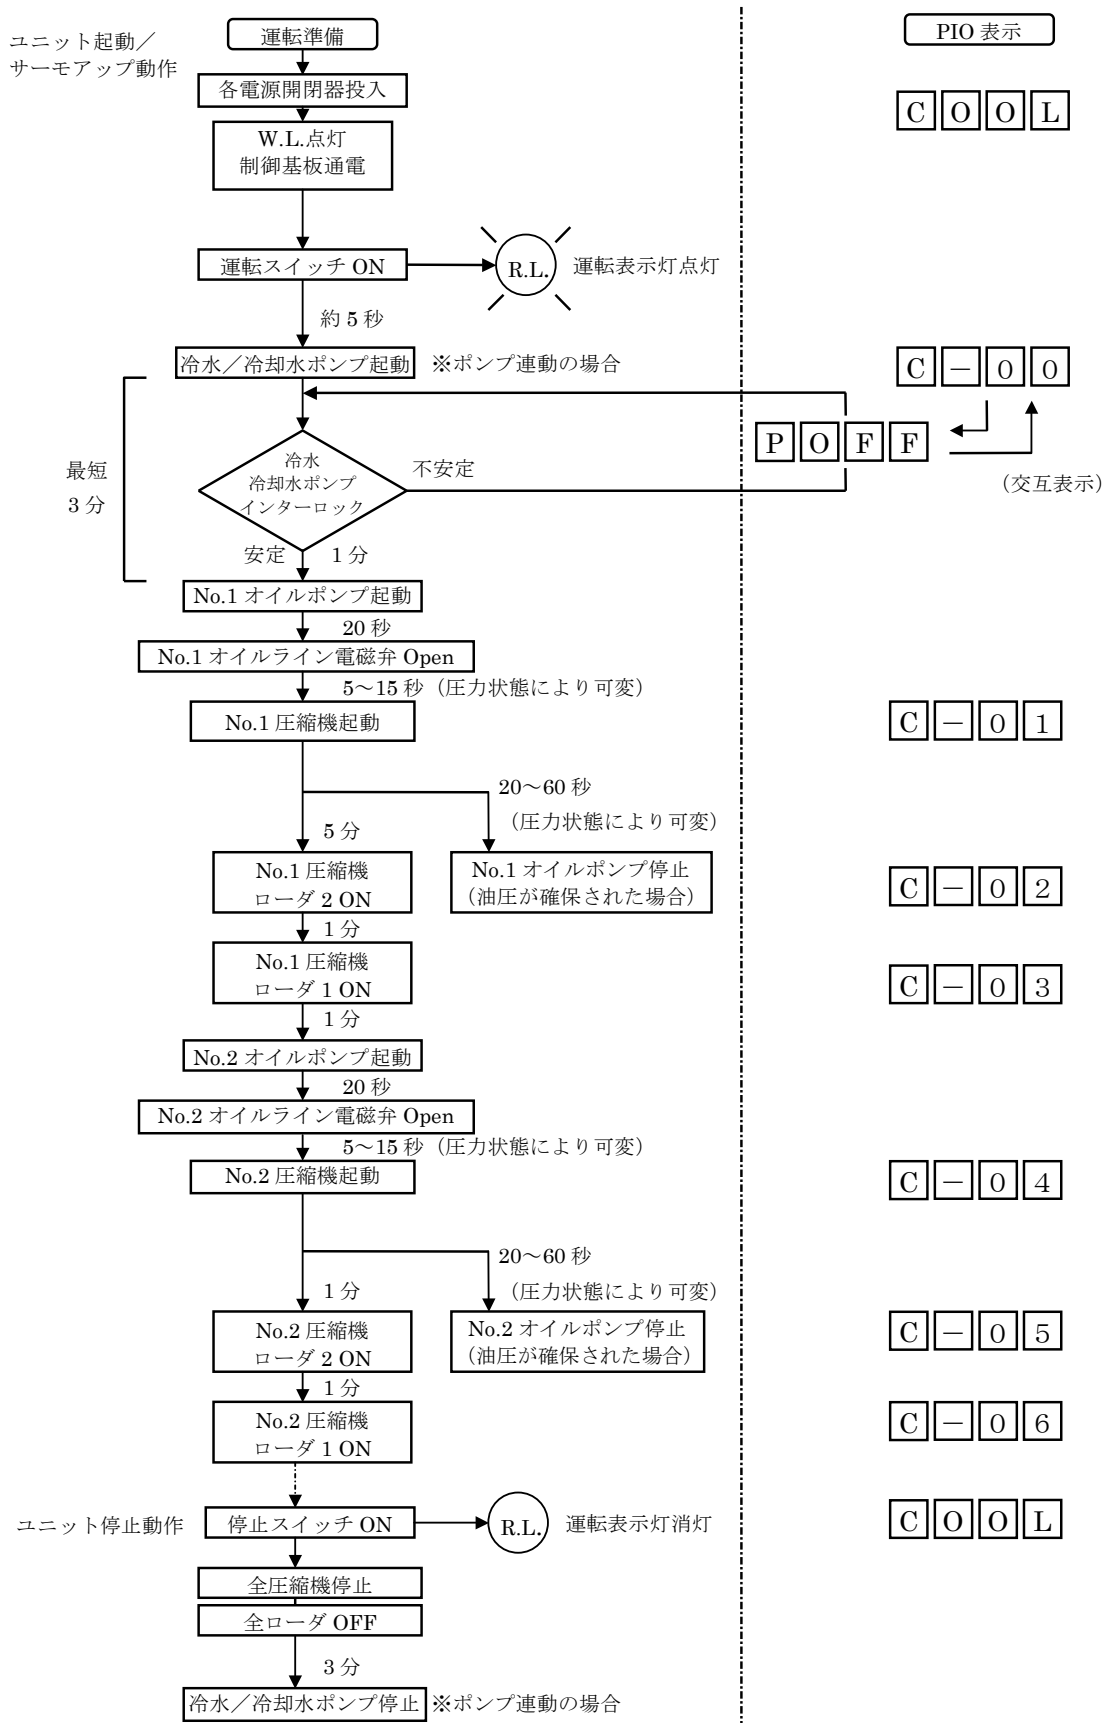 ユニット起動／
サーモアップ動作
運転準備
PIO 表示
各電源開閉器投入
COOL
W.L.点灯
制御基板通電
運転スイッチ ON
R.L.
運転表示灯点灯
約 5 秒
冷水／冷却水ポンプ起動
※ポンプ連動の場合
C－００
POFF
（交互表示）
最短
3 分
冷水
冷却水ポンプ
インターロック
不安定
安定
1 分
No.1 オイルポンプ起動
20 秒
No.1 オイルライン電磁弁 Open
5～15 秒（圧力状態により可変）
No.1 圧縮機起動
C－０１
20～60 秒
（圧力状態により可変）
5 分
No.1 圧縮機
ローダ 2 ON
No.1 オイルポンプ停止
（油圧が確保された場合）
C－０２
1 分
No.1 圧縮機
ローダ 1 ON
C－０３
1 分
No.2 オイルポンプ起動
20 秒
No.2 オイルライン電磁弁 Open
5～15 秒（圧力状態により可変）
No.2 圧縮機起動
C－０４
20～60 秒
（圧力状態により可変）
1 分
No.2 圧縮機
ローダ 2 ON
No.2 オイルポンプ停止
（油圧が確保された場合）
C－０５
1 分
No.2 圧縮機
ローダ 1 ON
C－０６
ユニット停止動作
停止スイッチ ON
R.L.
運転表示灯消灯
COOL
全圧縮機停止
全ローダ OFF
3 分
冷水／冷却水ポンプ停止
※ポンプ連動の場合